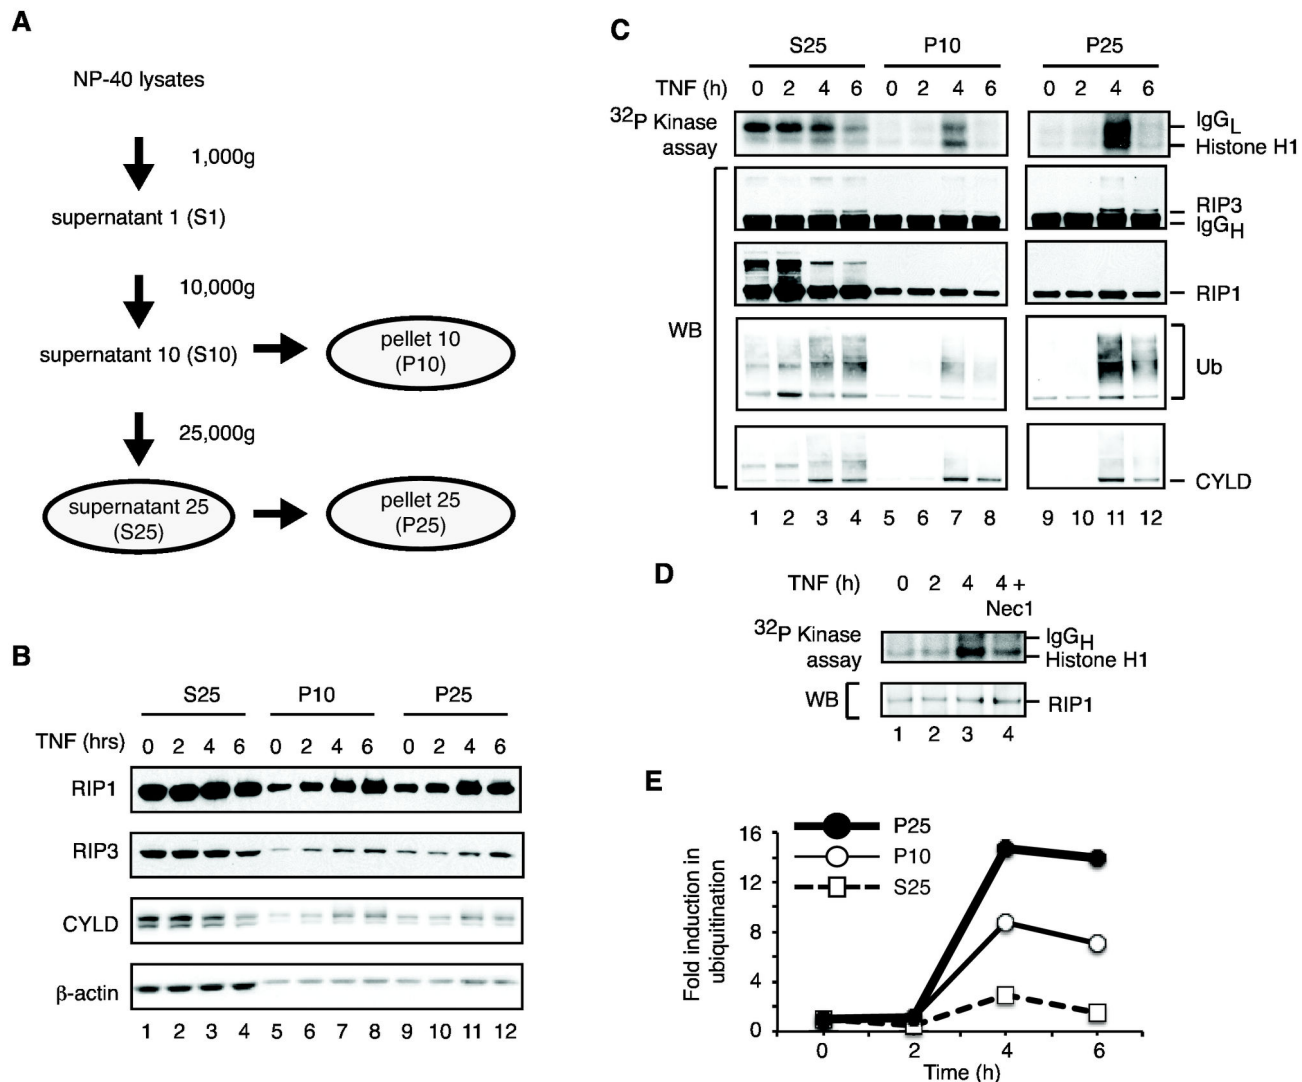 A
NP-40 lysates
1,000g
supernatant 1 (S1)
10,000g
supernatant 10 (S10)
pellet 10
(P10)
25,000g
supernatant 25
(S25)
pellet 25
(P25)
B
S25 P10 P25
TNF (hrs) 0 2 4 6 0 2 4 6 0 2 4 6
RIP1
RIP3
CYLD
β-actin
1 2 3 4 5 6 7 8 9 10 11 12
C
S25 P10 P25
TNF (h) 0 2 4 6 0 2 4 6 0 2 4 6
32P Kinase
assay
IgGL
Histone H1
RIP3
IgGH
RIP1
WB
Ub
CYLD
1 2 3 4 5 6 7 8 9 10 11 12
D
TNF (h) 0 2 4 4 +
Nec1
32P Kinase
assay
IgGH
Histone H1
WB
RIP1
1 2 3 4
E
P25
P10
S25
Fold induction in
ubiquitination
16
12
8
4
0
0 2 4 6
Time (h)